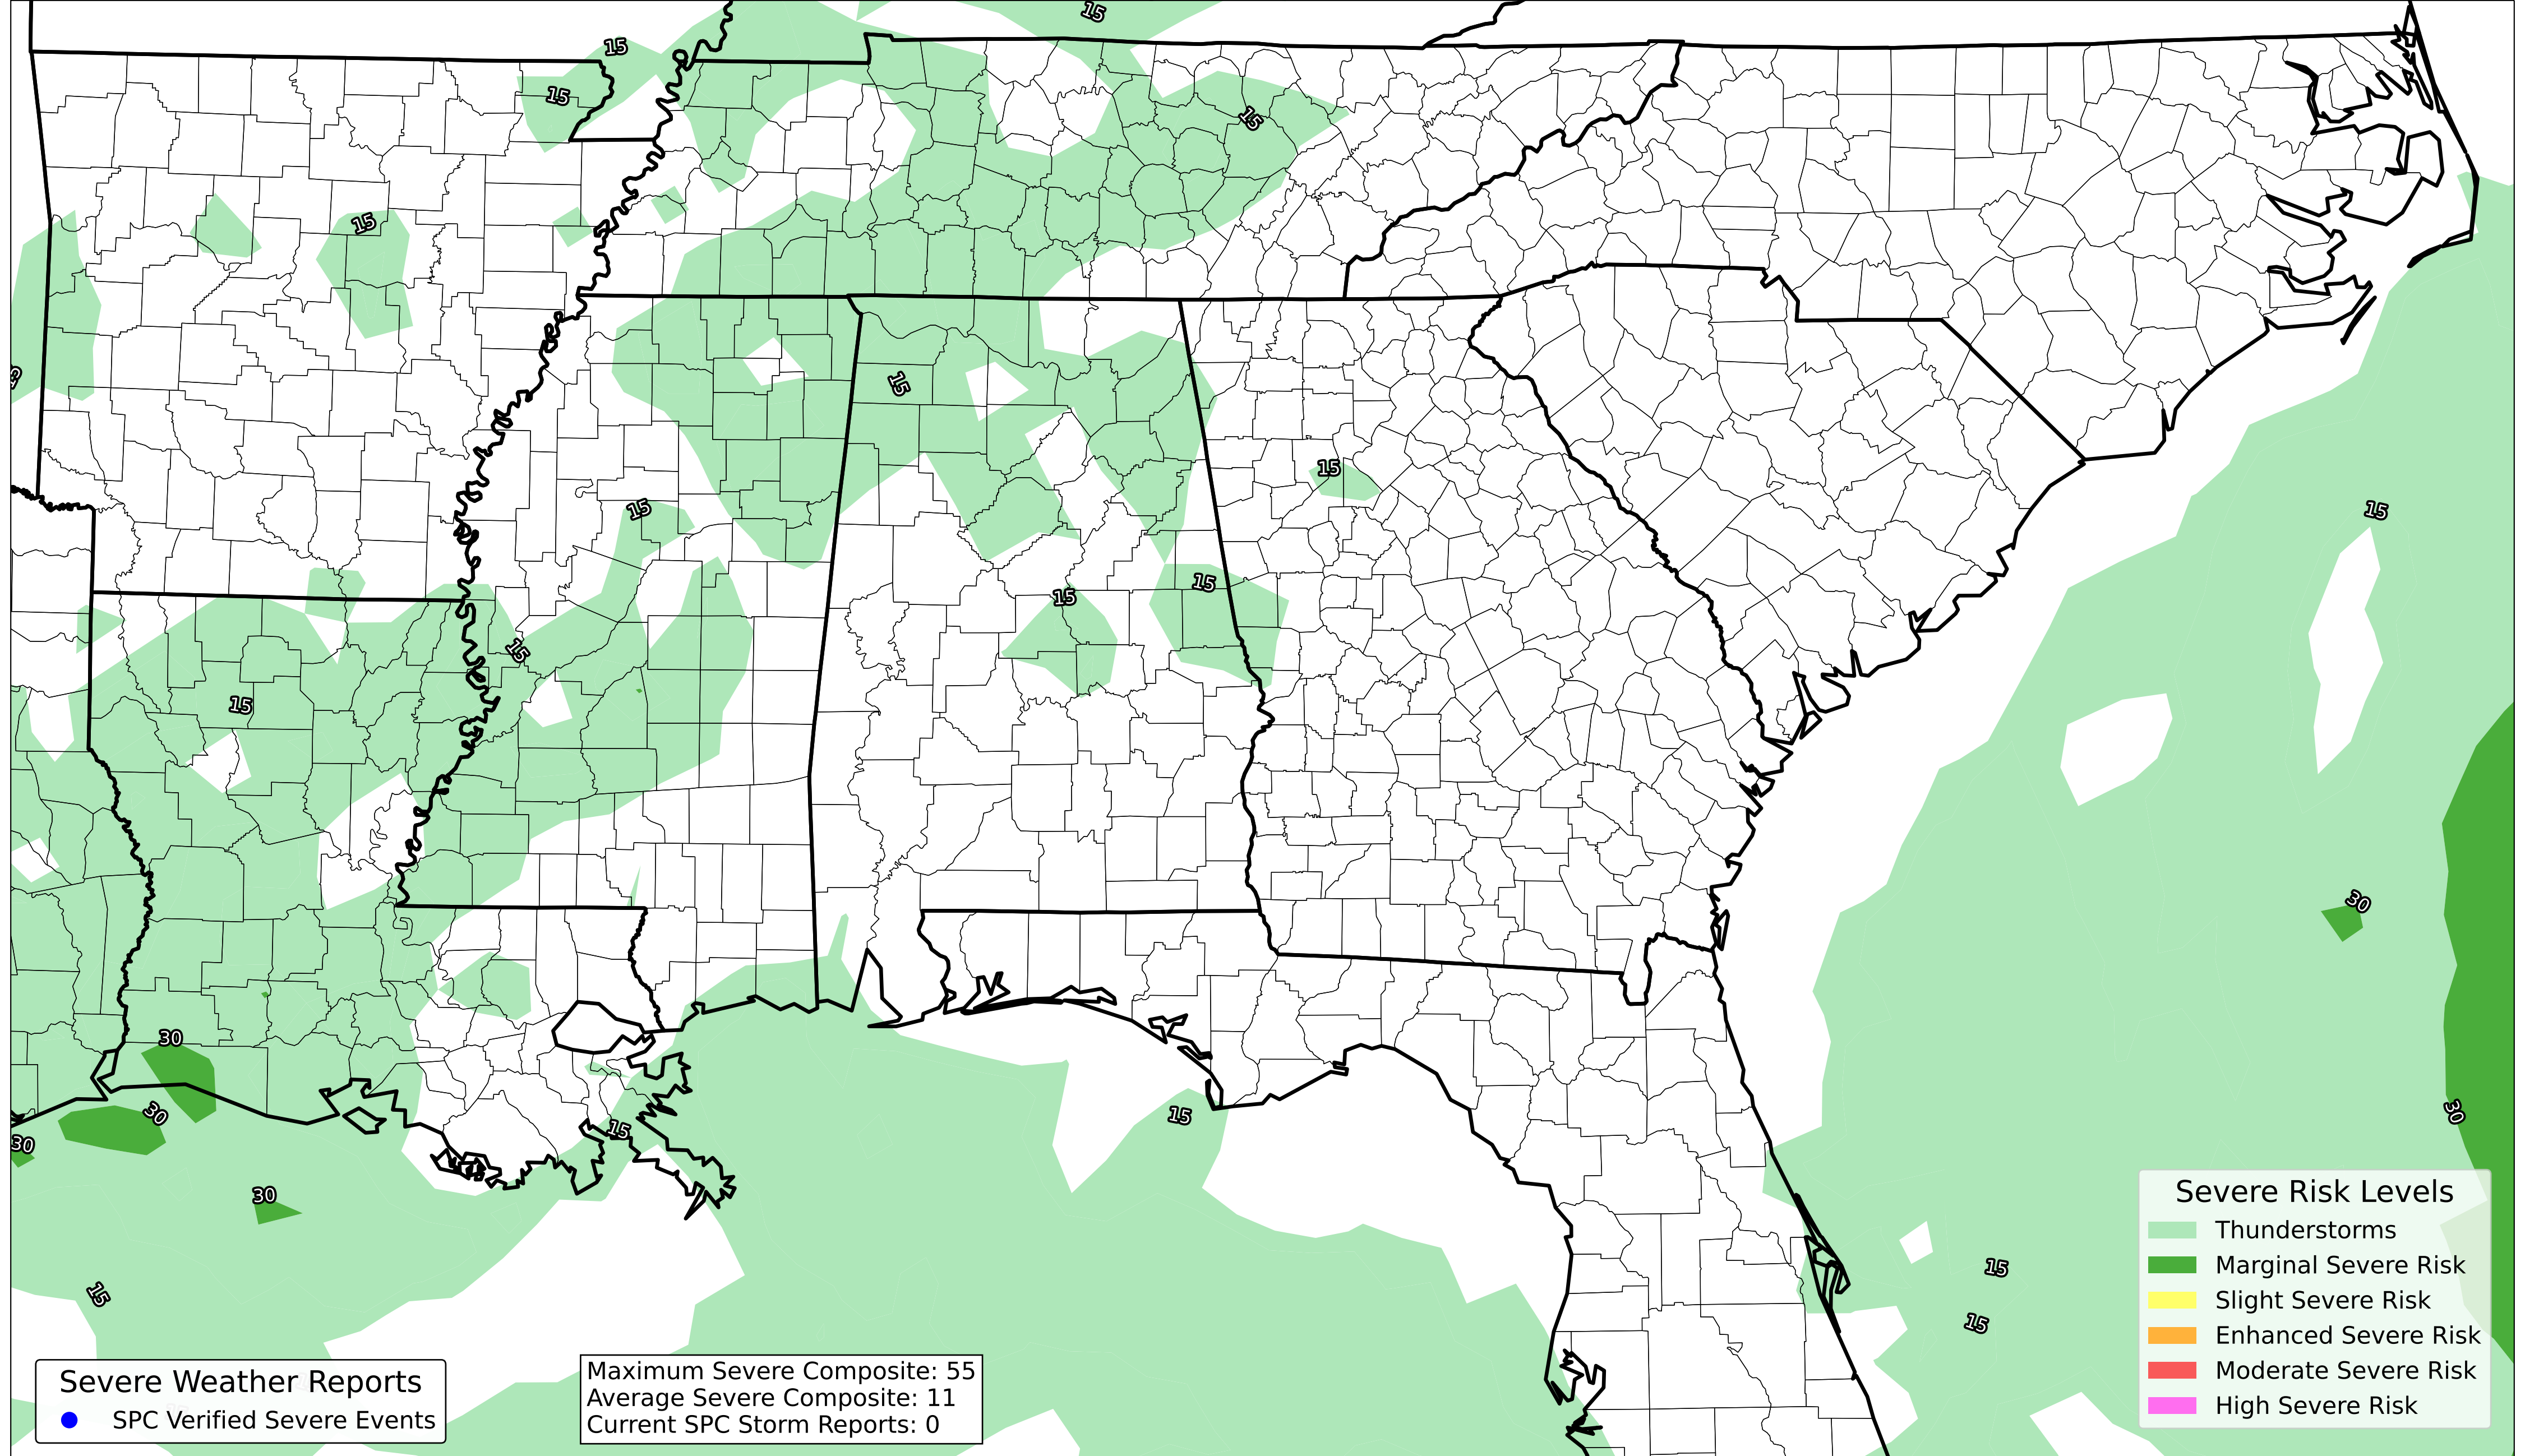 15
15
15
15
15
15
15
15
15
15
15
15
15
15
30
30
30
30
30
30
15
15
15
15
15
Severe Risk Levels
Thunderstorms
Marginal Severe Risk
Slight Severe Risk
Enhanced Severe Risk
Moderate Severe Risk
High Severe Risk
Severe Weather Reports
SPC Verified Severe Events
Maximum Severe Composite: 55
Average Severe Composite: 11
Current SPC Storm Reports: 0